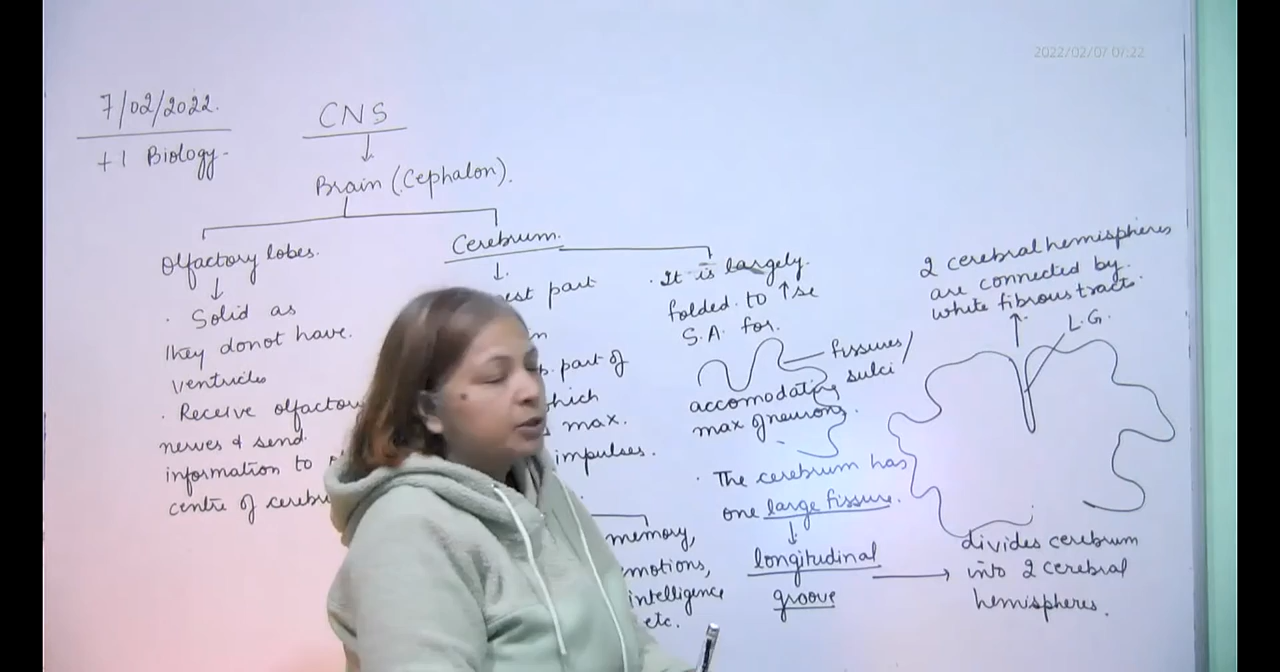 2022/02/07 07:22
7/02/2022.
+1 Biology-
CNS
Brain (Cephalon).
Olfactory lobes.
· Solid as
they donot have.
ventricles
· Receive olfactory
nerves & send.
information to
centre of
Cerebrum.
part
part of
which
max.
impulses.
memory,
emotions,
intelligence
etc.
· It is largely.
folded. to ↑se
S.A. for.
fissures/
sulci
accomodating
max of neurons.
· The cerebrum has
one large fissure.
longitudinal
groove
2 cerebral hemispheres
are connected by.
white fibrous tracts.
L.G.
divides cerebrum
into 2 cerebral
hemispheres.